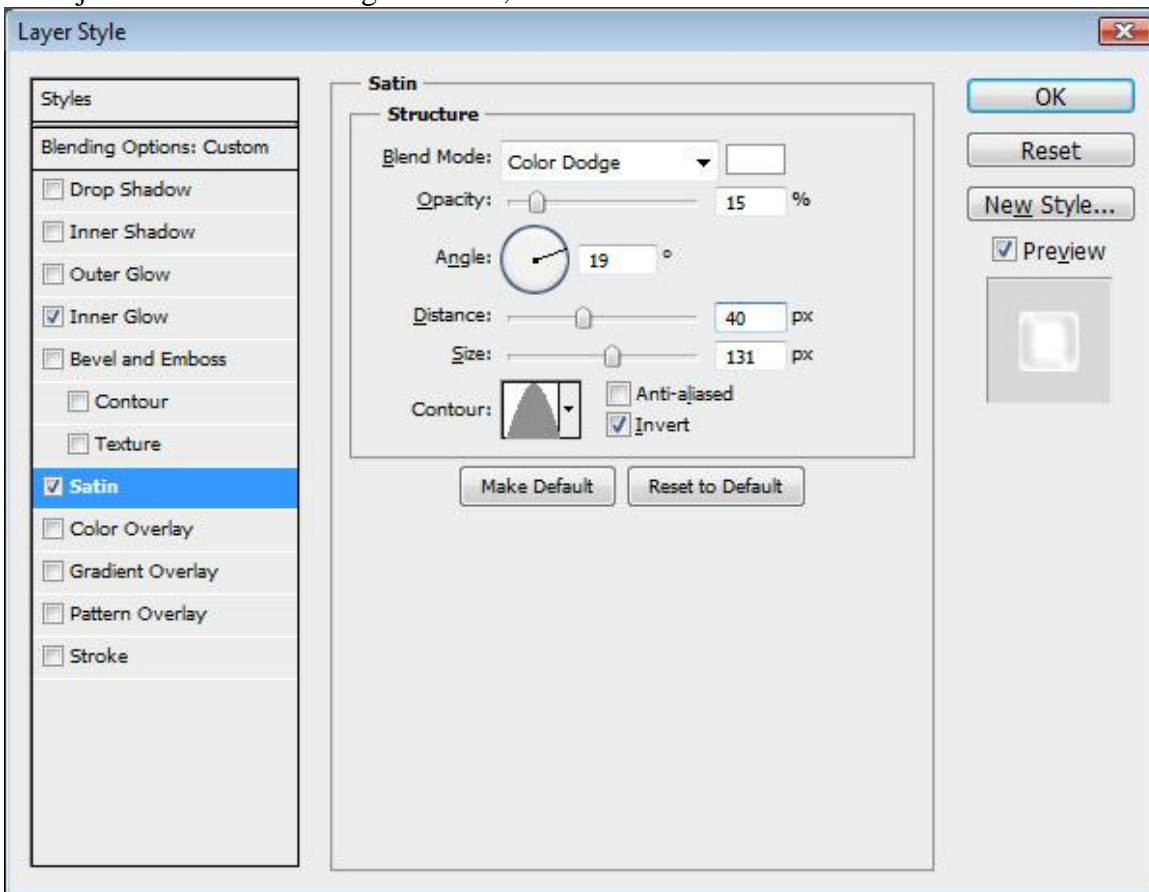 Layer Style
Styles
Blending Options: Custom
Drop Shadow
Inner Shadow
Outer Glow
Inner Glow
Bevel and Emboss
Contour
Texture
Satin
Color Overlay
Gradient Overlay
Pattern Overlay
Stroke
Satin
Structure
Blend Mode: Color Dodge
Opacity: 15 %
Angle: 19 °
Distance: 40 px
Size: 131 px
Contour:
Anti-aliased
Invert
Make Default Reset to Default
OK
Reset
New Style...
Preview